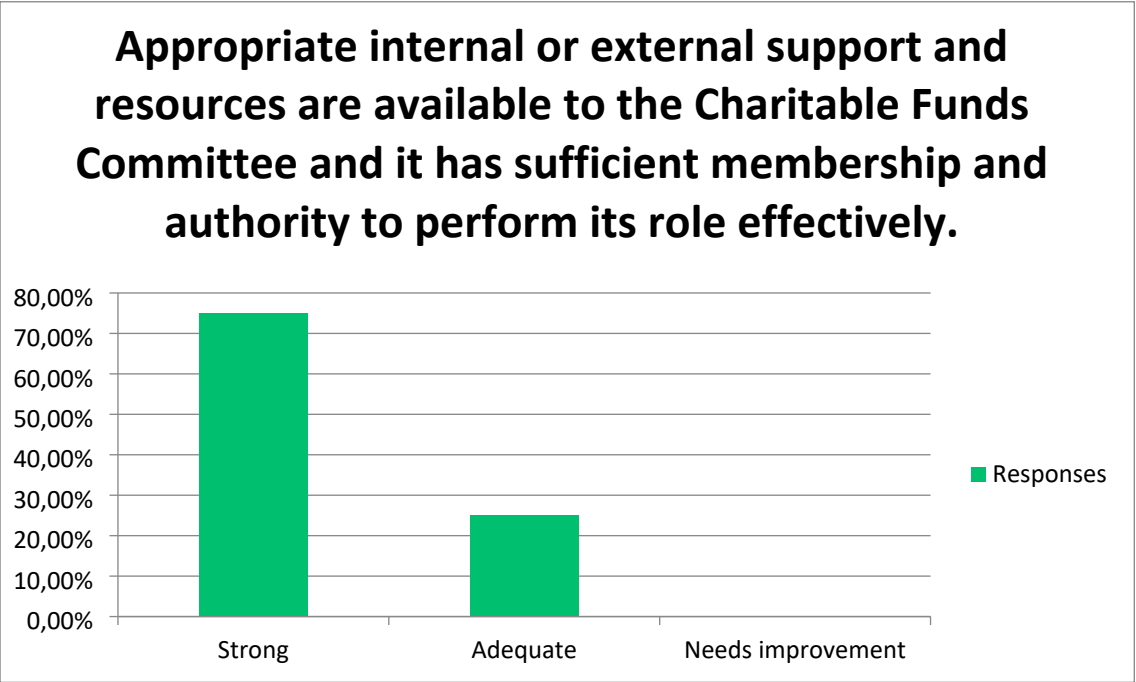 Appropriate internal or external support and
resources are available to the Charitable Funds
Committee and it has sufficient membership and
authority to perform its role effectively.
80,00%
70,00%
60,00%
50,00%
40,00%
30,00%
20,00%
10,00%
0,00%
Strong
Adequate
Needs improvement
Responses